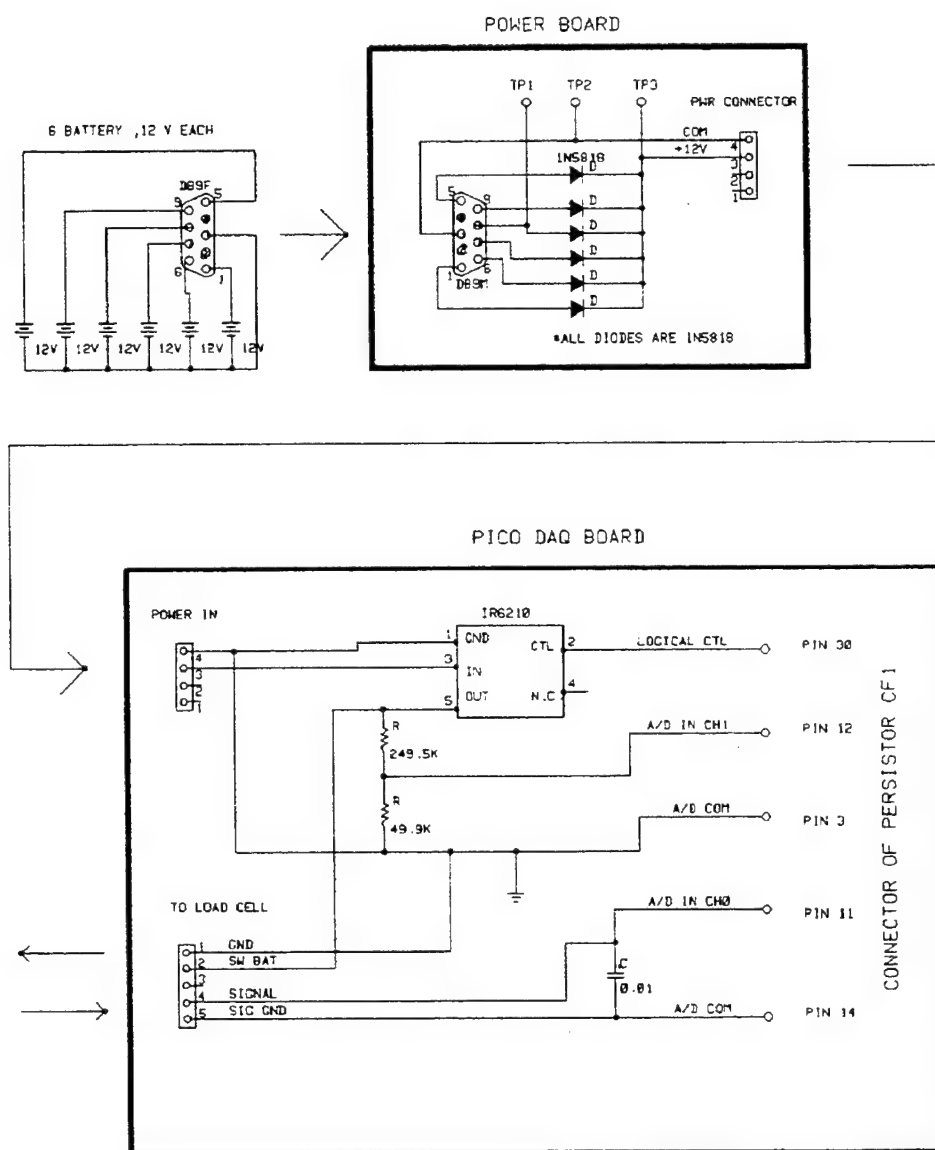 POWER BOARD
TP1 TP2 TP3
PWR CONNECTOR
6 BATTERY ,12 V EACH
COM
+12V
4
3
2
1
1N5818
D
D
D
D
D
D
DB9F
5
9
6
1
5
9
1
6
DB9M
12V 12V 12V 12V 12V 12V
*ALL DIODES ARE 1N5818
PICO DAQ BOARD
POWER IN
4
3
2
1
IR6210
1 GND
3 IN
5 OUT
CTL 2
N.C 4
LOGICAL CTL
PIN 30
R
249.5K
A/D IN CH1
PIN 12
R
49.9K
A/D COM
PIN 3
CONNECTOR OF PERSISTOR CF1
TO LOAD CELL
A/D IN CH0
PIN 11
1 GND
2 SW BAT
3
4 SIGNAL
5 SIG GND
C
0.01
A/D COM
PIN 14